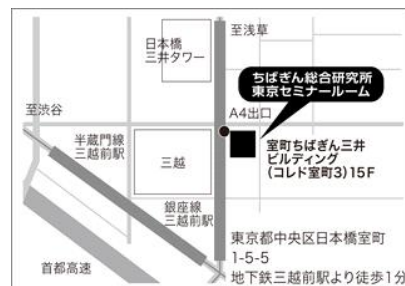 至浅草
日本橋
三井タワー
ちばぎん総合研究所
東京セミナールーム
至渋谷
A4出口
半蔵門線
三越前駅
三越
室町ちばぎん三井
ビルディング
(コレド室町3)15F
銀座線
三越前駅
東京都中央区日本橋室町
1-5-5
地下鉄三越前駅より徒歩1分
首都高速